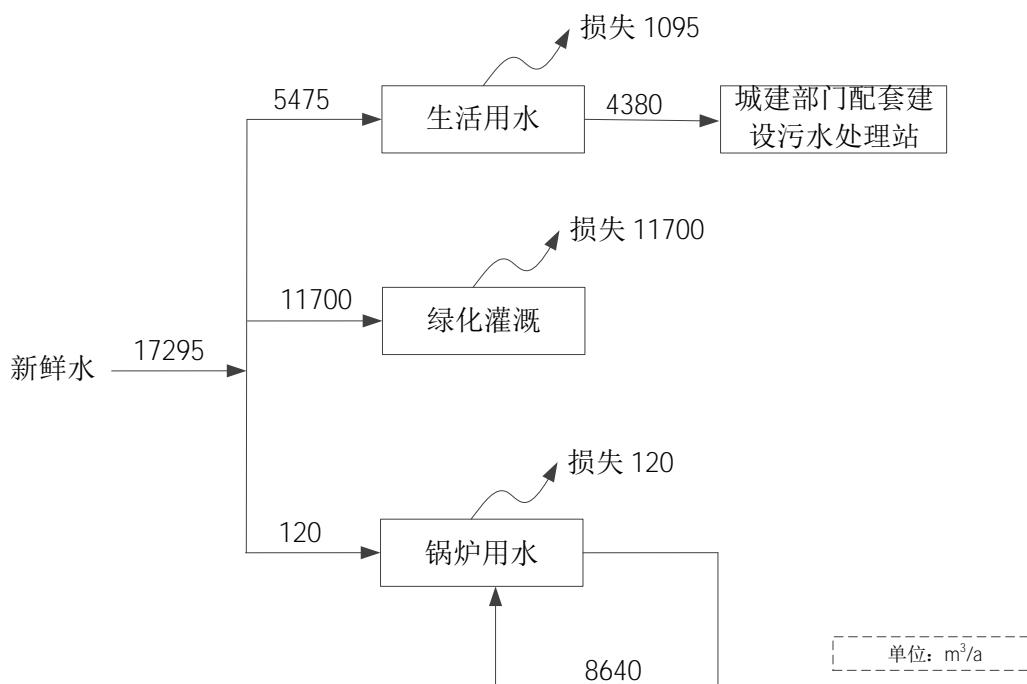 损失 1095
5475
生活用水
4380
城建部门配套建
设污水处理站
损失 11700
11700
绿化灌溉
新鲜水
17295
损失 120
120
锅炉用水
8640
单位：m³/a